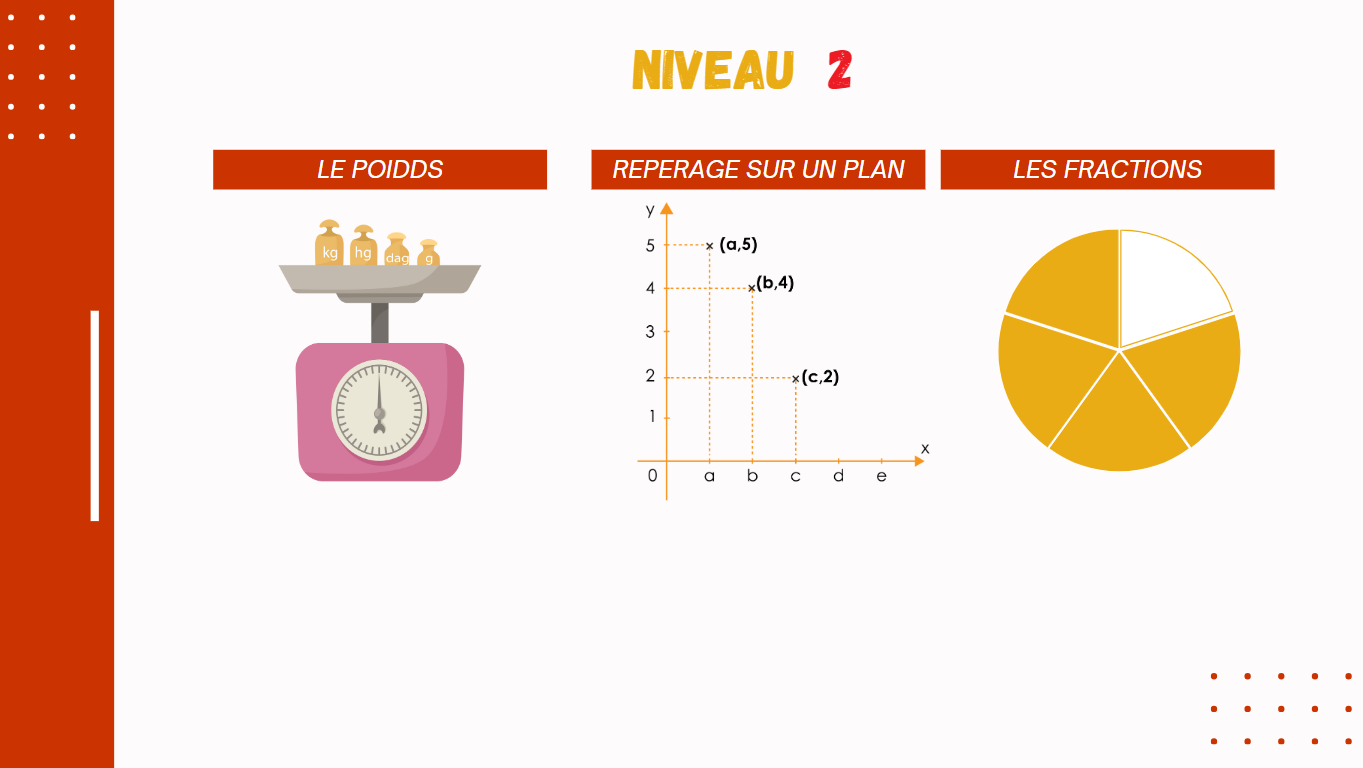 NIVEAU 2
LE POIDDS
REPERAGE SUR UN PLAN
LES FRACTIONS
kg hg dag g
y
5 (a,5)
4 (b,4)
3
2 (c,2)
1
x
0 a b c d e